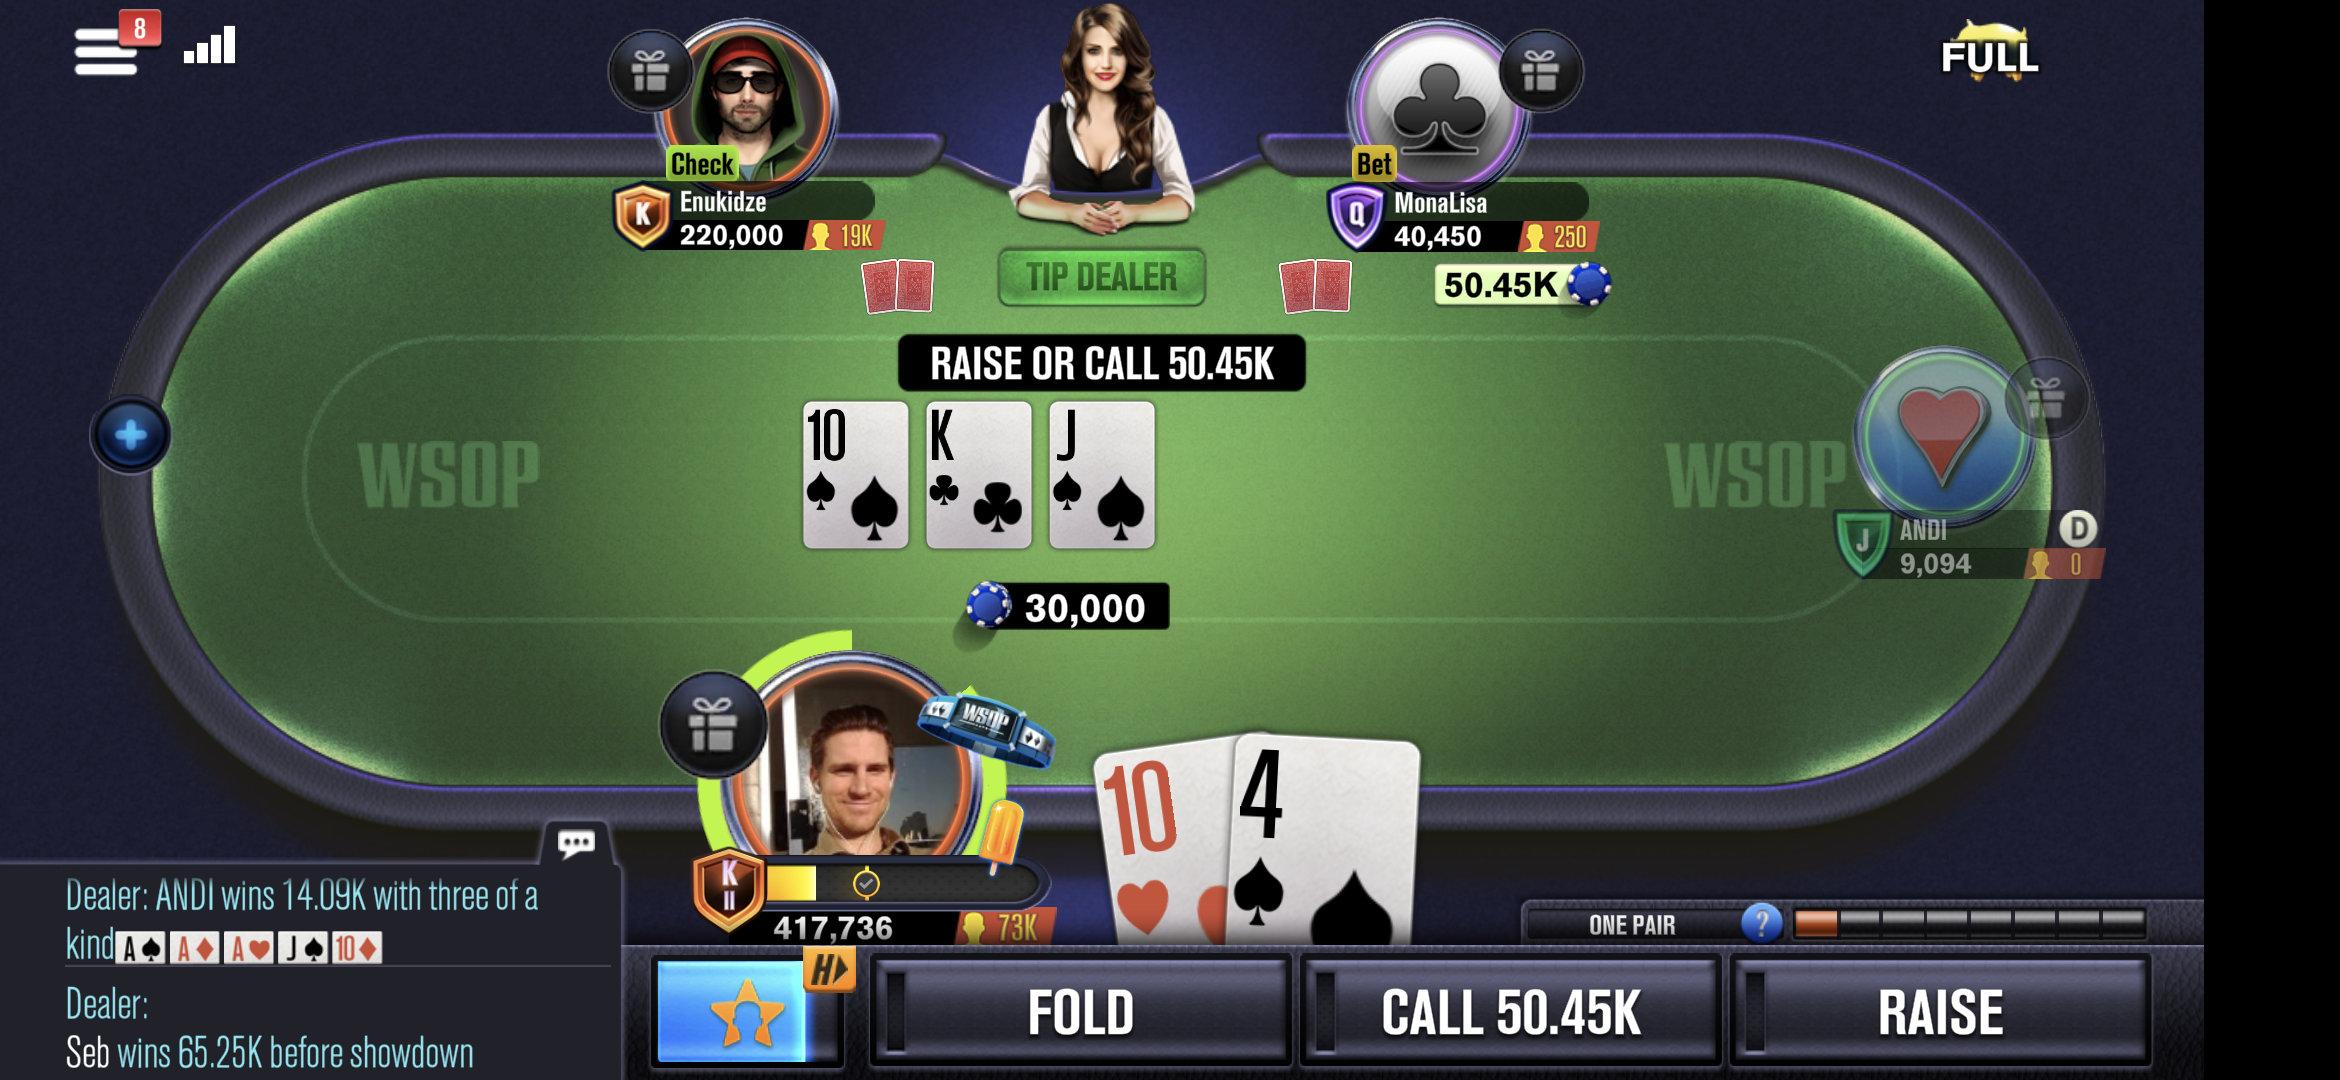 8
FULL
Check
Bet
K
Enukidze
220,000
19K
Q
MonaLisa
40,450
250
TIP DEALER
50.45K
RAISE OR CALL 50.45K
10
K
J
WSOP
WSOP
J
ANDI
D
9,094
0
30,000
WSOP
10
4
K
II
417,736
73K
ONE PAIR
?
Dealer: ANDI wins 14.09K with three of a
kind A♠ A♦ A♥ J♠ 10♦
Dealer:
Seb wins 65.25K before showdown
H
FOLD
CALL 50.45K
RAISE